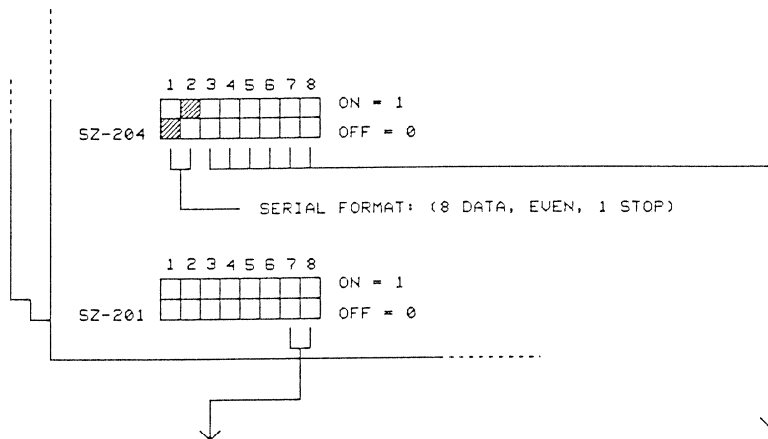 1 2 3 4 5 6 7 8
ON = 1
SZ-204
OFF = 0
SERIAL FORMAT: (8 DATA, EVEN, 1 STOP)
1 2 3 4 5 6 7 8
ON = 1
SZ-201
OFF = 0